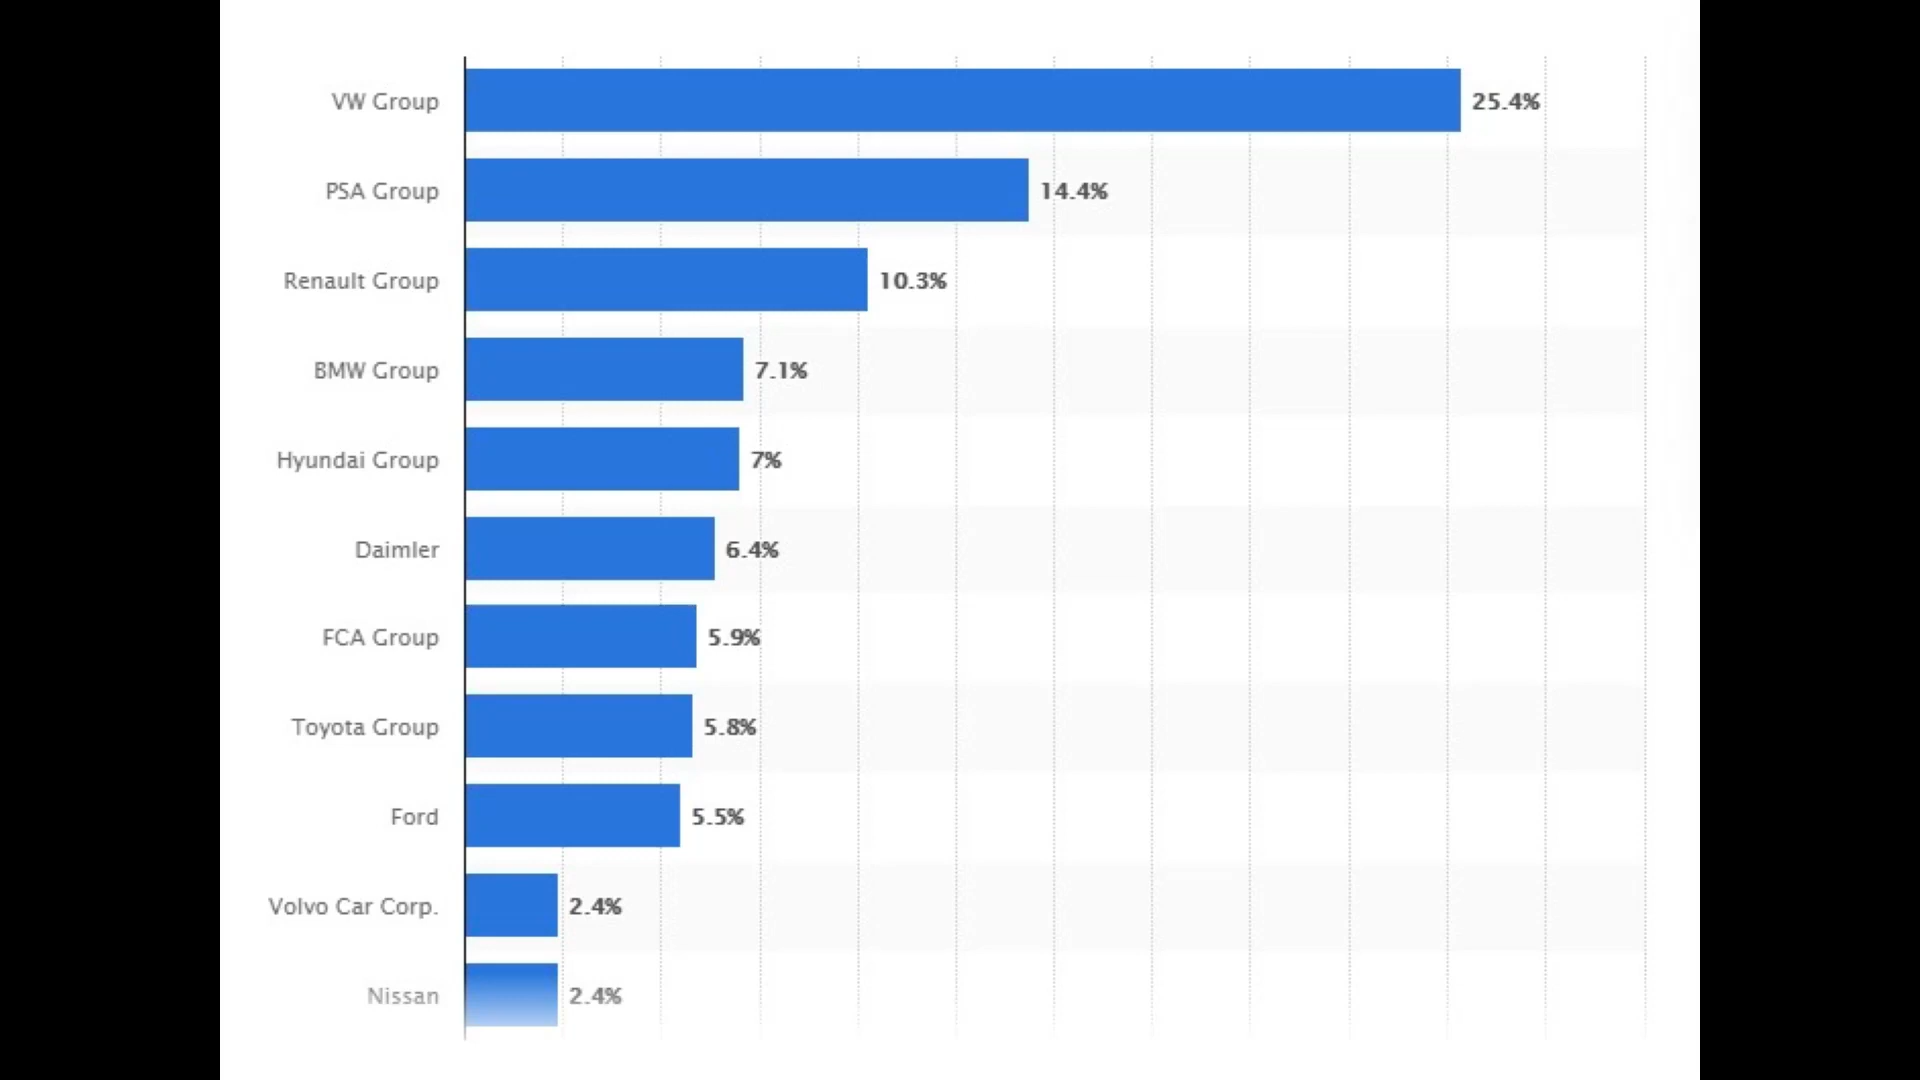 VW Group 25.4%
PSA Group 14.4%
Renault Group 10.3%
BMW Group 7.1%
Hyundai Group 7%
Daimler 6.4%
FCA Group 5.9%
Toyota Group 5.8%
Ford 5.5%
Volvo Car Corp. 2.4%
Nissan 2.4%